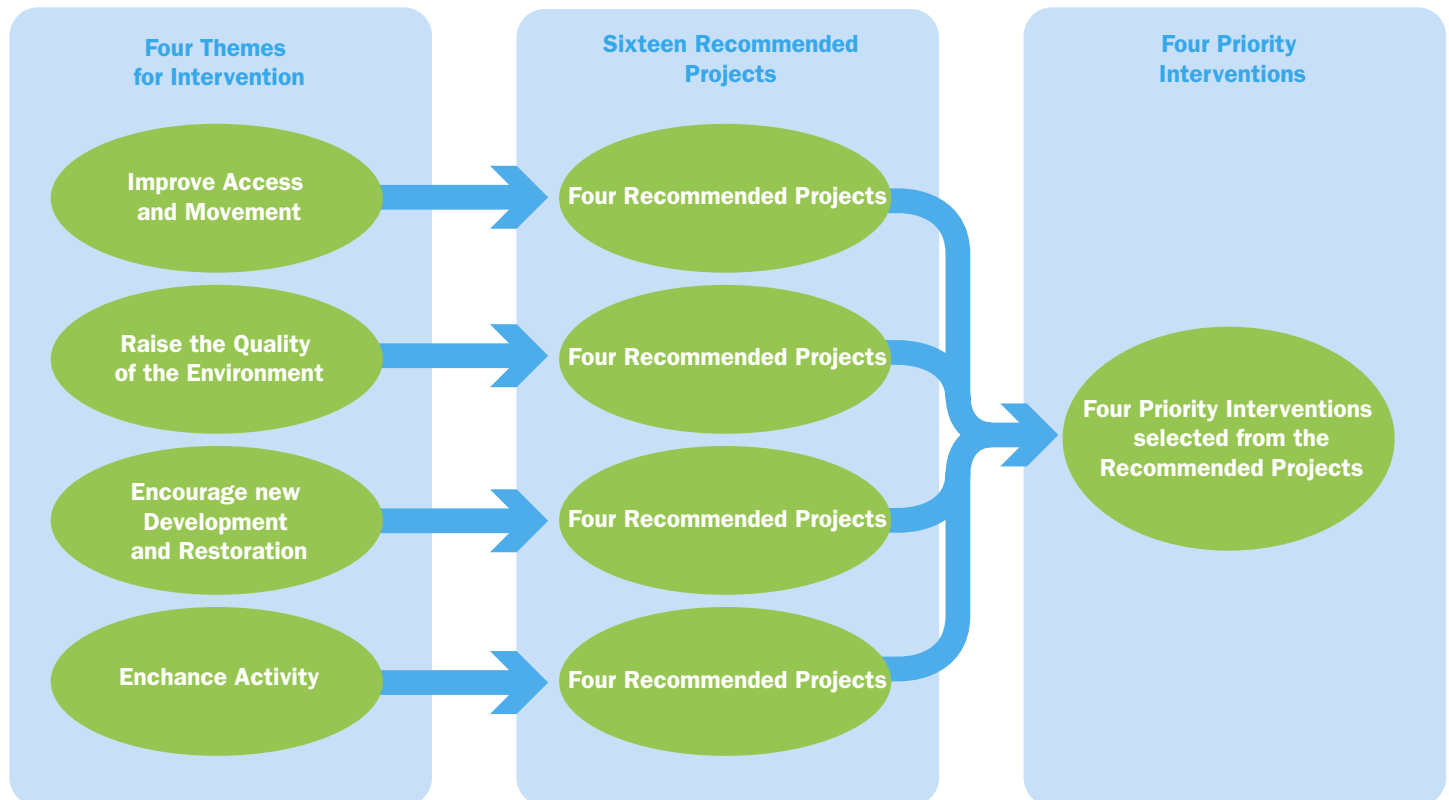 Four Themes
for Intervention
Improve Access
and Movement
Raise the Quality
of the Environment
Encourage new
Development
and Restoration
Enchance Activity
Sixteen Recommended
Projects
Four Recommended Projects
Four Recommended Projects
Four Recommended Projects
Four Recommended Projects
Four Priority
Interventions
Four Priority Interventions
selected from the
Recommended Projects